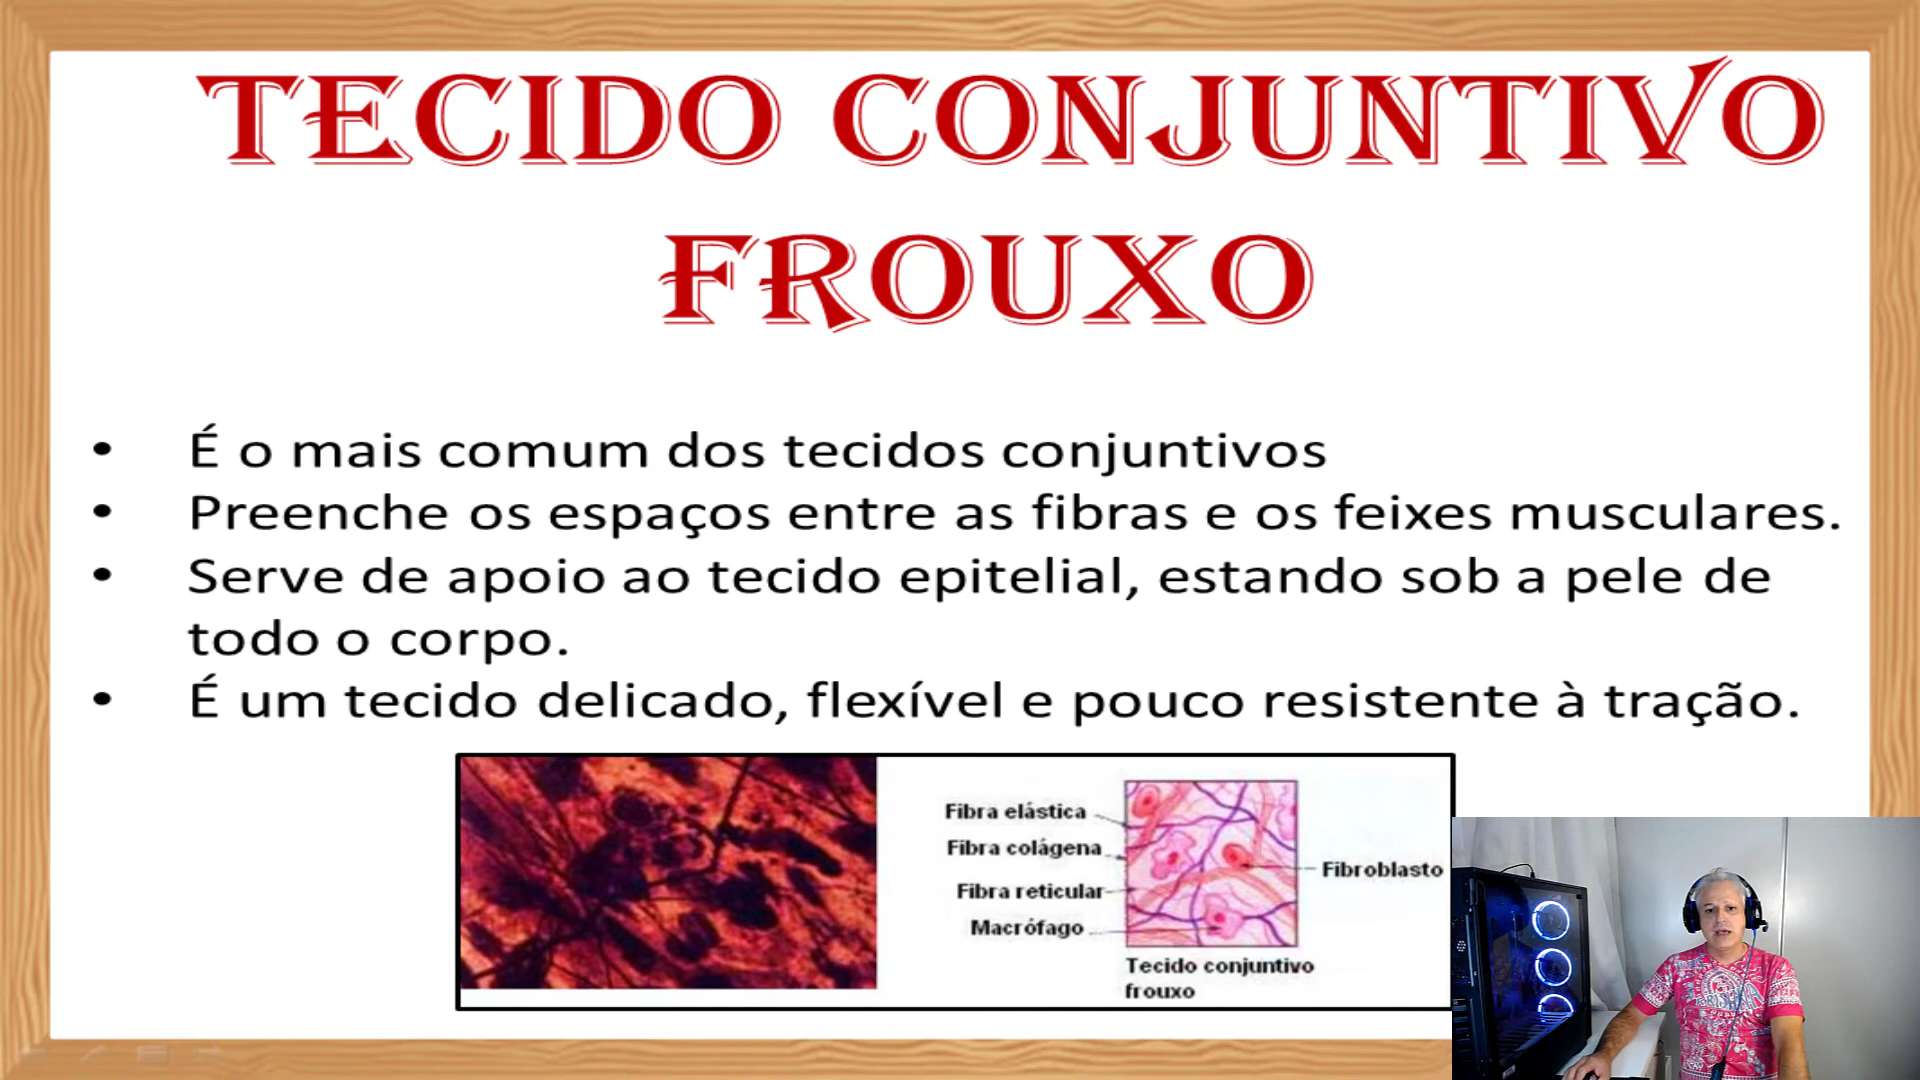 TECIDO CONJUNTIVO
FROUXO
• É o mais comum dos tecidos conjuntivos
• Preenche os espaços entre as fibras e os feixes musculares.
• Serve de apoio ao tecido epitelial, estando sob a pele de
todo o corpo.
• É um tecido delicado, flexível e pouco resistente à tração.
Fibra elástica
Fibra colágena
Fibra reticular
Macrófago
Fibroblasto
Tecido conjuntivo
frouxo